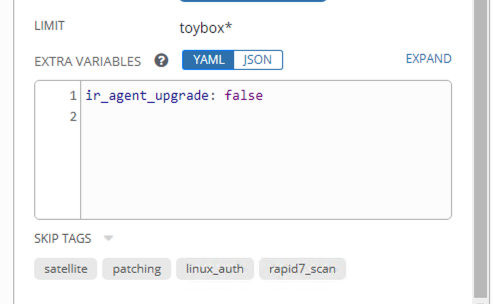 LIMIT toybox*
EXTRA VARIABLES ? YAML JSON EXPAND
1 ir_agent_upgrade: false
2
SKIP TAGS
satellite patching linux_auth rapid7_scan